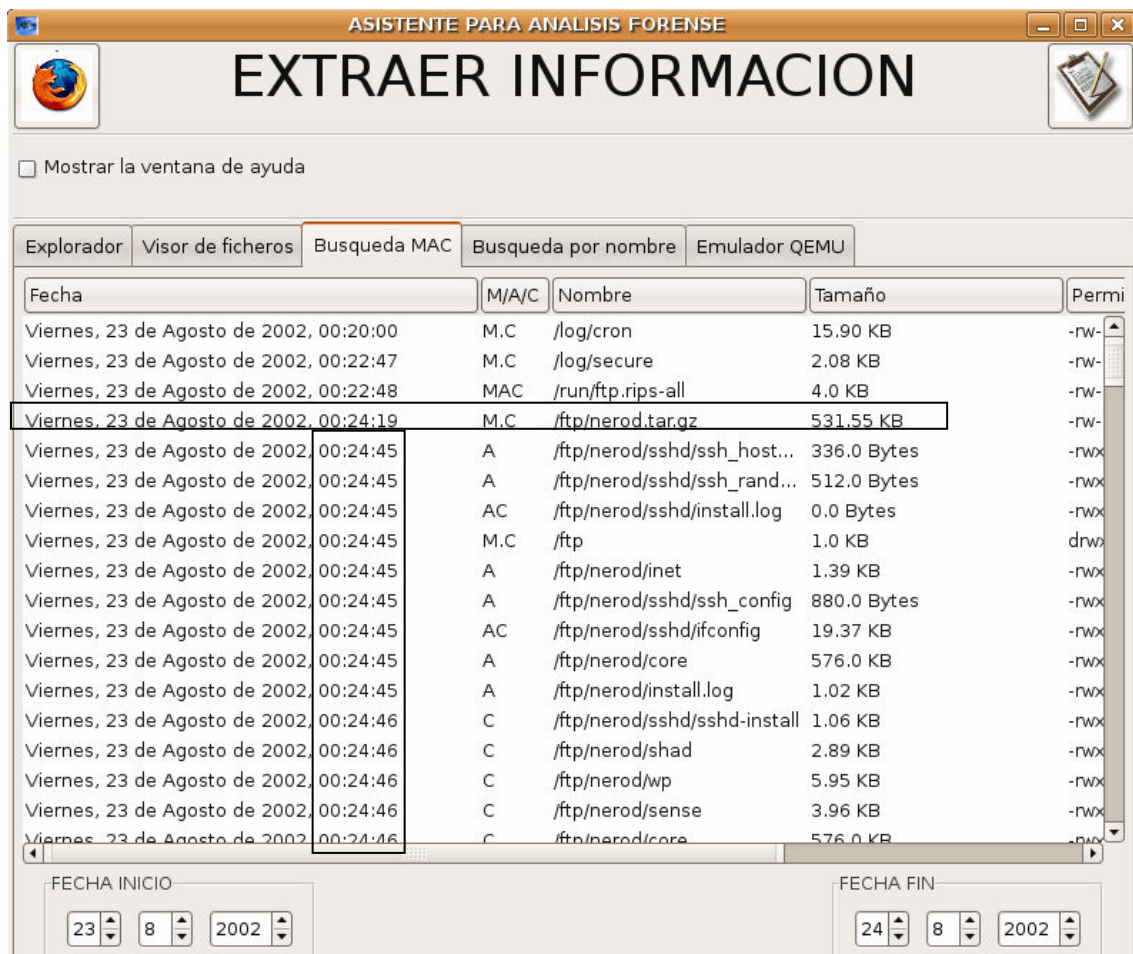 ASISTENTE PARA ANALISIS FORENSE
EXTRAER INFORMACION
Mostrar la ventana de ayuda
Explorador Visor de ficheros Busqueda MAC Busqueda por nombre Emulador QEMU
Fecha M/A/C Nombre Tamaño Permi
Viernes, 23 de Agosto de 2002, 00:20:00 M.C /log/cron 15.90 KB -rw-
Viernes, 23 de Agosto de 2002, 00:22:47 M.C /log/secure 2.08 KB -rw-
Viernes, 23 de Agosto de 2002, 00:22:48 MAC /run/ftp.rips-all 4.0 KB -rw-
Viernes, 23 de Agosto de 2002, 00:24:19 M.C /ftp/nerod.tar.gz 531.55 KB -rw-
Viernes, 23 de Agosto de 2002, 00:24:45 A /ftp/nerod/sshd/ssh_host... 336.0 Bytes -rwx
Viernes, 23 de Agosto de 2002, 00:24:45 A /ftp/nerod/sshd/ssh_rand... 512.0 Bytes -rwx
Viernes, 23 de Agosto de 2002, 00:24:45 AC /ftp/nerod/sshd/install.log 0.0 Bytes -rwx
Viernes, 23 de Agosto de 2002, 00:24:45 M.C /ftp 1.0 KB drwx
Viernes, 23 de Agosto de 2002, 00:24:45 A /ftp/nerod/inet 1.39 KB -rwx
Viernes, 23 de Agosto de 2002, 00:24:45 A /ftp/nerod/sshd/ssh_config 880.0 Bytes -rwx
Viernes, 23 de Agosto de 2002, 00:24:45 AC /ftp/nerod/sshd/ifconfig 19.37 KB -rwx
Viernes, 23 de Agosto de 2002, 00:24:45 A /ftp/nerod/core 576.0 KB -rwx
Viernes, 23 de Agosto de 2002, 00:24:45 A /ftp/nerod/install.log 1.02 KB -rwx
Viernes, 23 de Agosto de 2002, 00:24:46 C /ftp/nerod/sshd/sshd-install 1.06 KB -rwx
Viernes, 23 de Agosto de 2002, 00:24:46 C /ftp/nerod/shad 2.89 KB -rwx
Viernes, 23 de Agosto de 2002, 00:24:46 C /ftp/nerod/wp 5.95 KB -rwx
Viernes, 23 de Agosto de 2002, 00:24:46 C /ftp/nerod/sense 3.96 KB -rwx
Viernes, 23 de Agosto de 2002, 00:24:46 C /ftp/nerod/core 576.0 KB -rwx
FECHA INICIO FECHA FIN
23 8 2002 24 8 2002